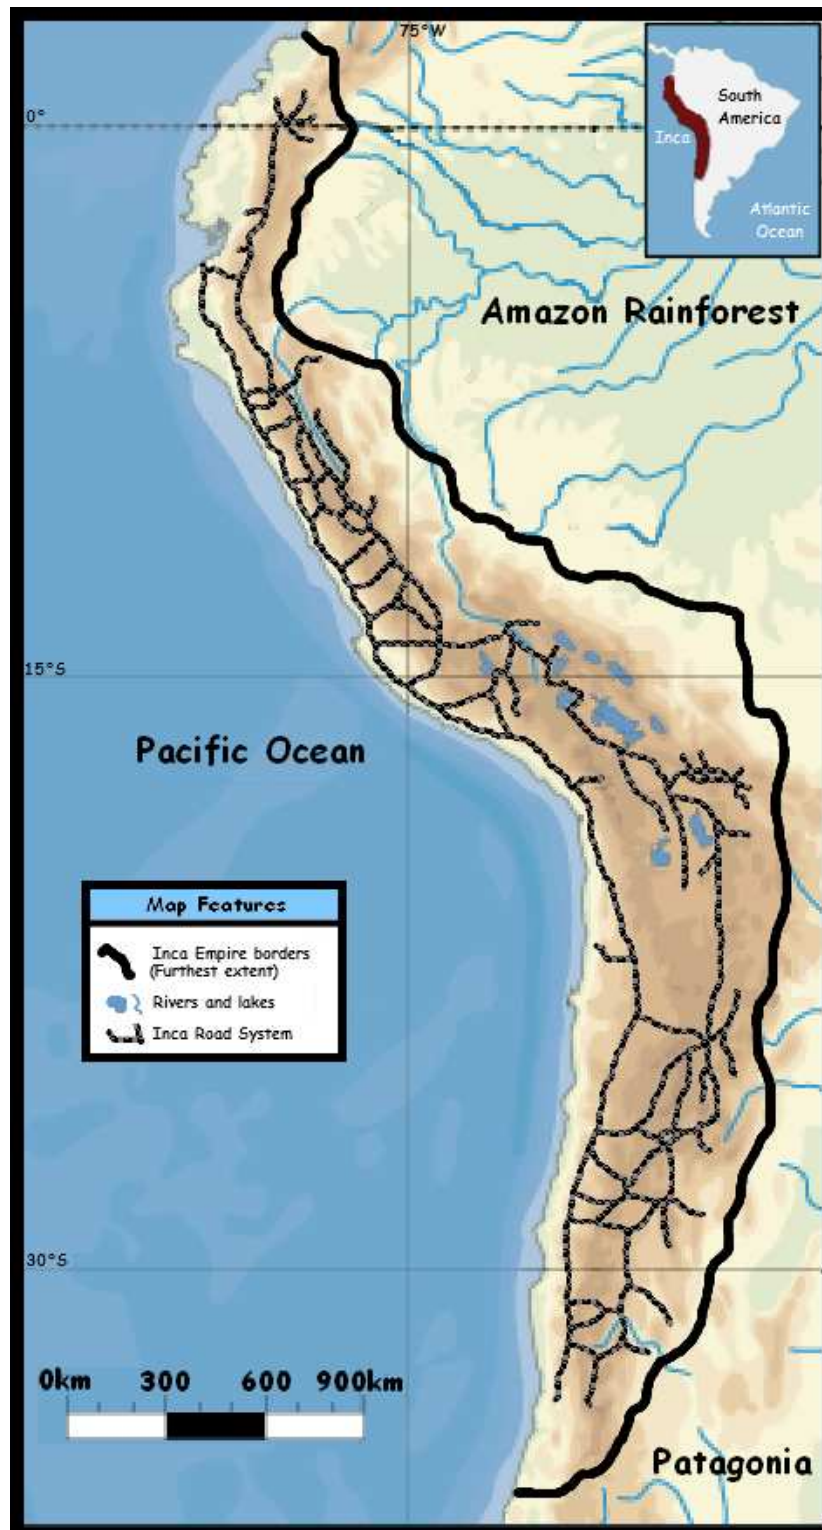 75°W
0°
South
America
Inca
Atlantic
Ocean
Amazon Rainforest
15°S
Pacific Ocean
Map Features
Inca Empire borders
(Furthest extent)
Rivers and lakes
Inca Road System
30°S
0km 300 600 900km
Patagonia